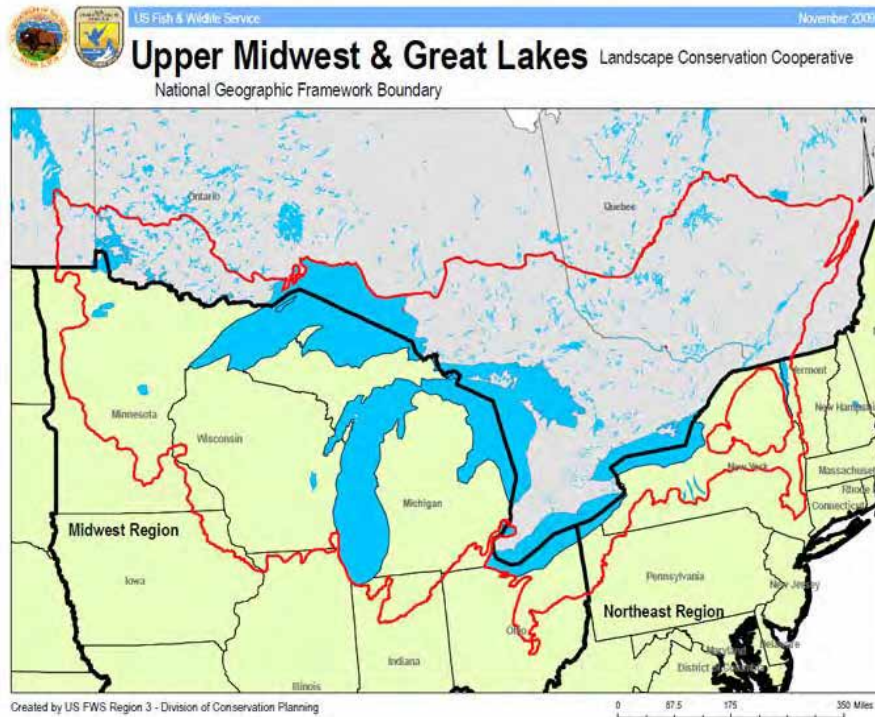 US Fish & Wildlife Service
November 2009
Upper Midwest & Great Lakes Landscape Conservation Cooperative
National Geographic Framework Boundary
N
Ontario
Quebec
Vermont
New Hampshi
Minnesota
Wisconsin
New York
Massachuset
Rhode I
Connecticut
Michigan
Midwest Region
Iowa
Pennsylvania
New Jersey
Northeast Region
Ohio
Maryland
Delaware
District of
Indiana
Illinois
Created by US FWS Region 3 - Division of Conservation Planning
0 87.5 175 350 Miles